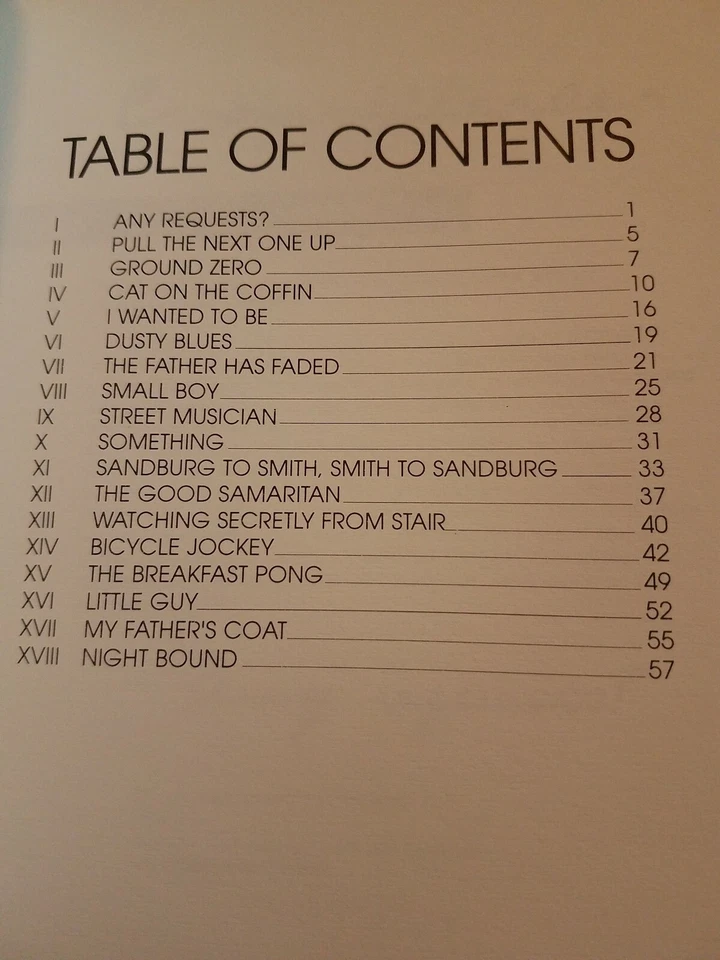 TABLE OF CONTENTS
I ANY REQUESTS? 1
II PULL THE NEXT ONE UP 5
III GROUND ZERO 7
IV CAT ON THE COFFIN 10
V I WANTED TO BE 16
VI DUSTY BLUES 19
VII THE FATHER HAS FADED 21
VIII SMALL BOY 25
IX STREET MUSICIAN 28
X SOMETHING 31
XI SANDBURG TO SMITH, SMITH TO SANDBURG 33
XII THE GOOD SAMARITAN 37
XIII WATCHING SECRETLY FROM STAIR 40
XIV BICYCLE JOCKEY 42
XV THE BREAKFAST PONG 49
XVI LITTLE GUY 52
XVII MY FATHER'S COAT 55
XVIII NIGHT BOUND 57